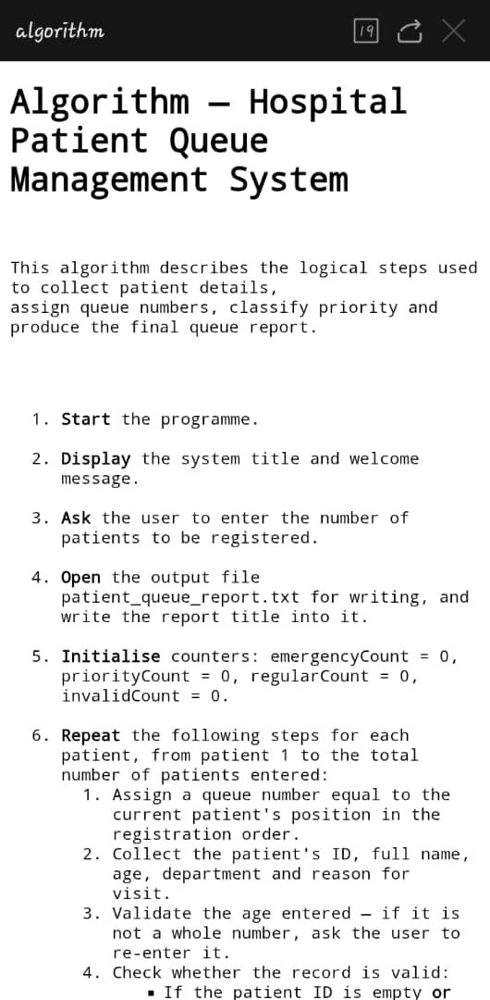 algorithm
19
Algorithm – Hospital
Patient Queue
Management System
This algorithm describes the logical steps used
to collect patient details,
assign queue numbers, classify priority and
produce the final queue report.
1. Start the programme.
2. Display the system title and welcome
message.
3. Ask the user to enter the number of
patients to be registered.
4. Open the output file
patient_queue_report.txt for writing, and
write the report title into it.
5. Initialise counters: emergencyCount = 0,
priorityCount = 0, regularCount = 0,
invalidCount = 0.
6. Repeat the following steps for each
patient, from patient 1 to the total
number of patients entered:
1. Assign a queue number equal to the
current patient's position in the
registration order.
2. Collect the patient's ID, full name,
age, department and reason for
visit.
3. Validate the age entered – if it is
not a whole number, ask the user to
re-enter it.
4. Check whether the record is valid:
▪ If the patient ID is empty or